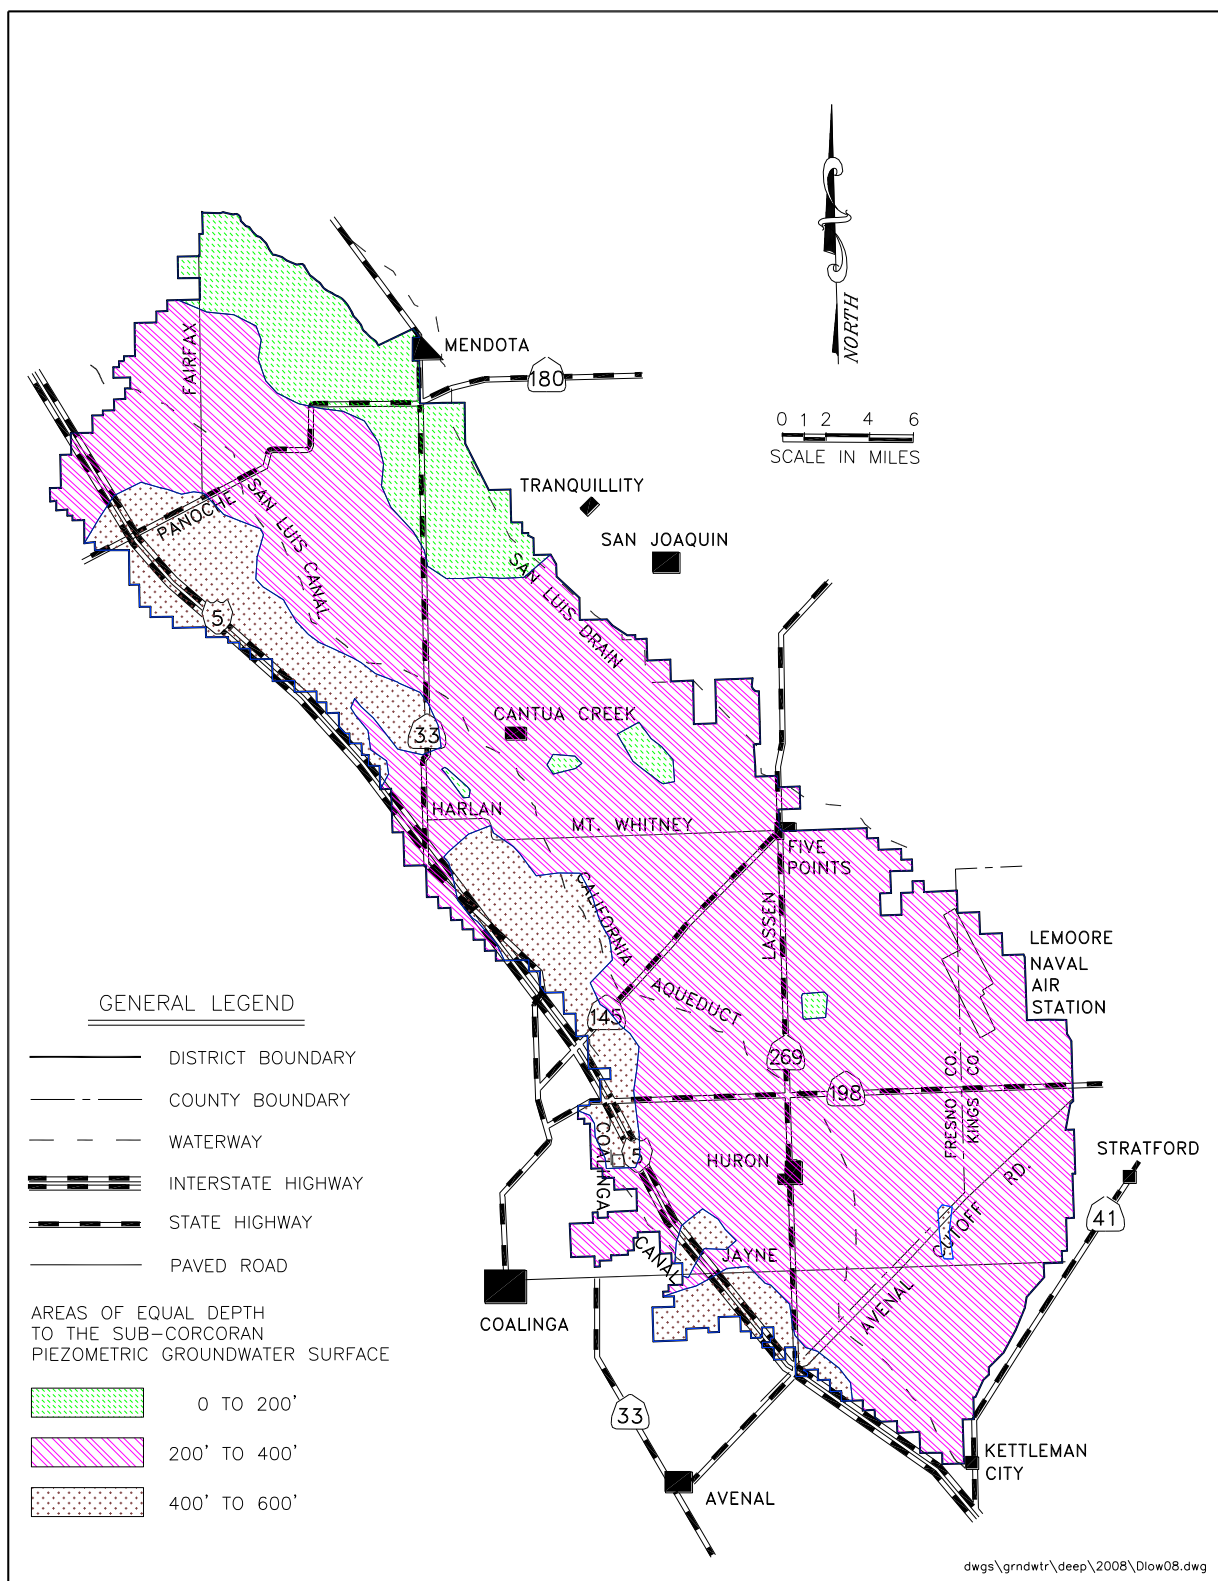 NORTH
MENDOTA
180
FAIRFAX
0 1 2 4 6
SCALE IN MILES
TRANQUILLITY
SAN JOAQUIN
PANOCHE
SAN LUIS CANAL
SAN LUIS DRAIN
5
CANTUA CREEK
33
HARLAN
MT. WHITNEY
FIVE
POINTS
CALIFORNIA
AQUEDUCT
LASSEN
LEMOORE
NAVAL
AIR
STATION
145
269
198
FRESNO CO.
KINGS CO.
COALINGA
CANAL
5
HURON
STRATFORD
41
JAYNE
AVENAL
CUTOFF
RD.
COALINGA
33
AVENAL
KETTLEMAN
CITY
GENERAL LEGEND
DISTRICT BOUNDARY
COUNTY BOUNDARY
WATERWAY
INTERSTATE HIGHWAY
STATE HIGHWAY
PAVED ROAD
AREAS OF EQUAL DEPTH
TO THE SUB-CORCORAN
PIEZOMETRIC GROUNDWATER SURFACE
0 TO 200'
200' TO 400'
400' TO 600'
dwgs\grndwtr\deep\2008\Dlow08.dwg